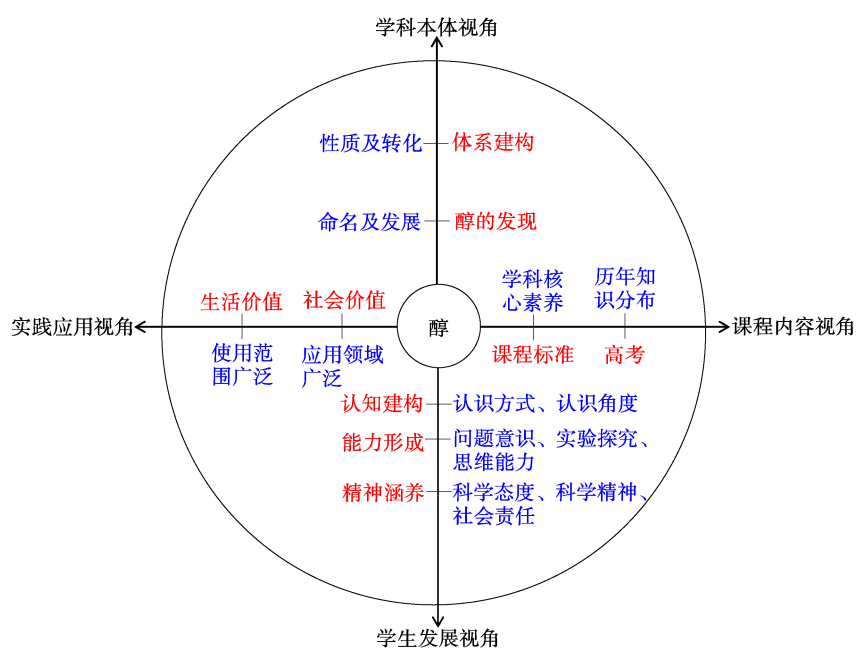 学科本体视角
性质及转化 体系建构
命名及发展 醇的发现
生活价值 社会价值
学科核
心素养
历年知
识分布
实践应用视角
醇
课程内容视角
使用范
围广泛
应用领域
广泛
课程标准 高考
认知建构 认识方式、认识角度
能力形成 问题意识、实验探究、
思维能力
精神涵养 科学态度、科学精神、
社会责任
学生发展视角